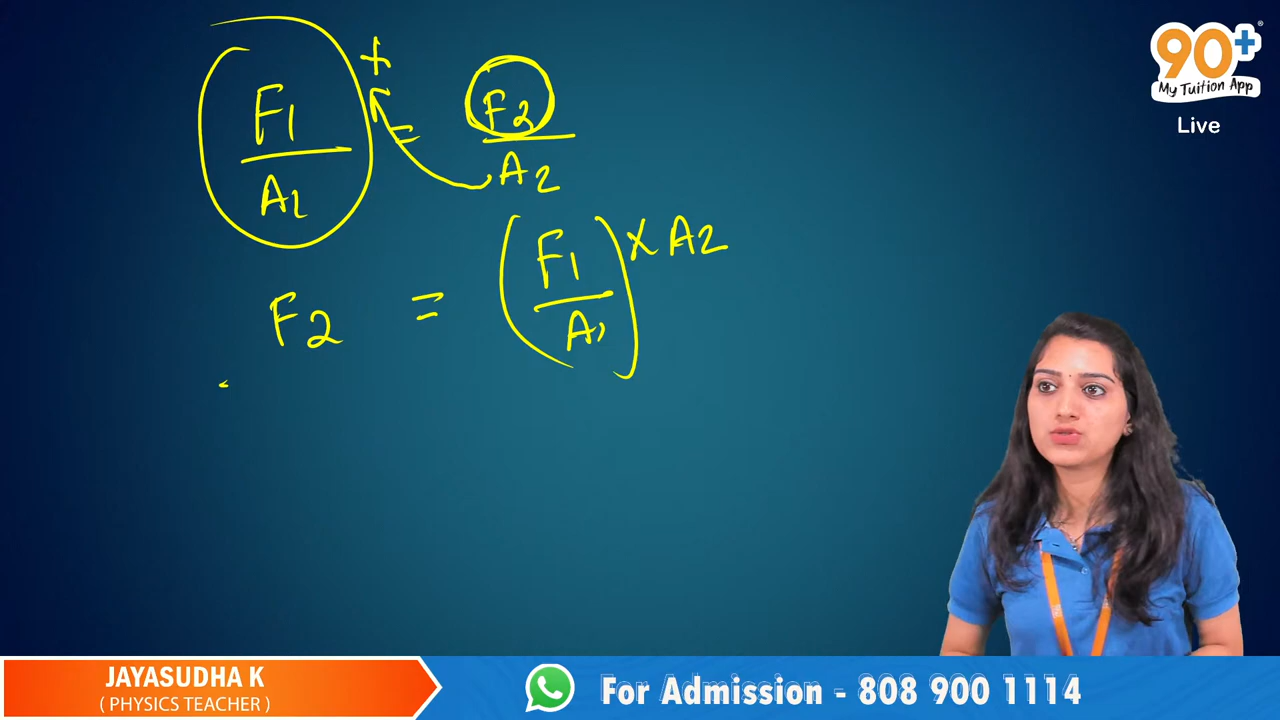 90+
My Tuition App
Live
F1/A1 = F2/A2
×
F2 = (F1/A1) × A2
JAYASUDHA K
( PHYSICS TEACHER )
For Admission - 808 900 1114